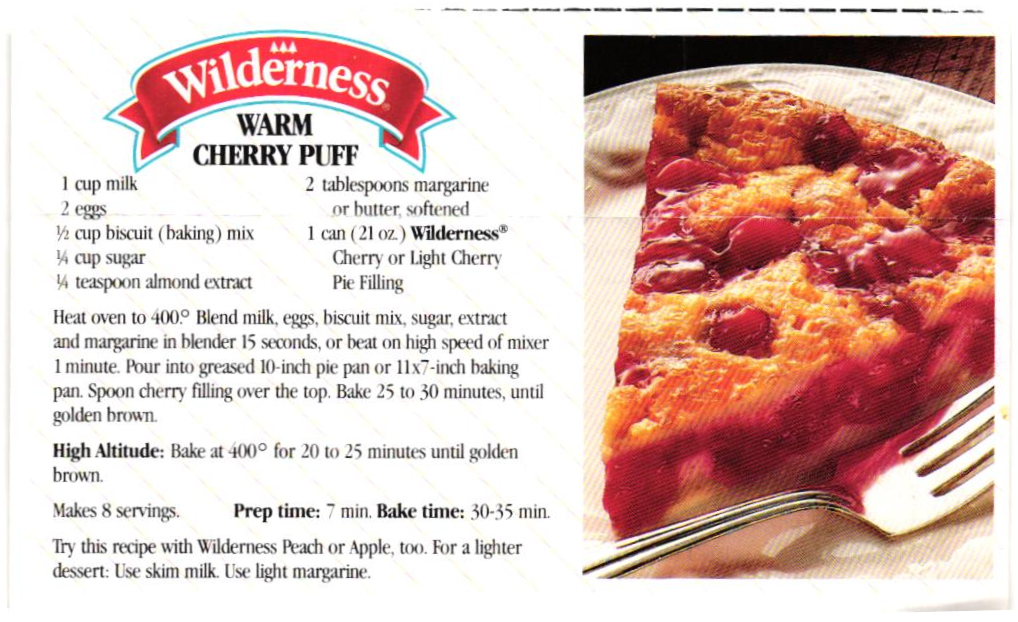 Wilderness®
WARM
CHERRY PUFF
1 cup milk
2 eggs
½ cup biscuit (baking) mix
¼ cup sugar
¼ teaspoon almond extract
2 tablespoons margarine
or butter, softened
1 can (21 oz.) Wilderness®
Cherry or Light Cherry
Pie Filling
Heat oven to 400.° Blend milk, eggs, biscuit mix, sugar, extract
and margarine in blender 15 seconds, or beat on high speed of mixer
1 minute. Pour into greased 10-inch pie pan or 11x7-inch baking
pan. Spoon cherry filling over the top. Bake 25 to 30 minutes, until
golden brown.
High Altitude: Bake at 400° for 20 to 25 minutes until golden
brown.
Makes 8 servings. Prep time: 7 min. Bake time: 30-35 min.
Try this recipe with Wilderness Peach or Apple, too. For a lighter
dessert: Use skim milk. Use light margarine.